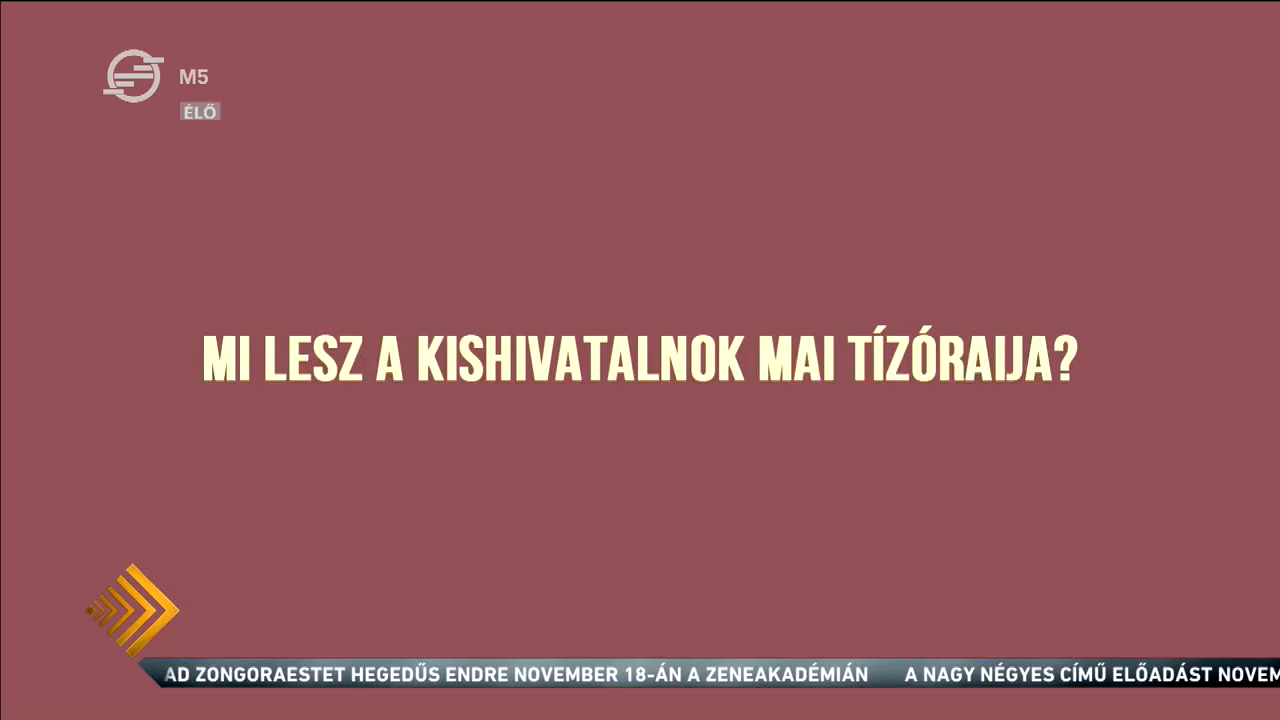 M5
ÉLŐ
MI LESZ A KISHIVATALNOK MAI TÍZÓRAIJA?
AD ZONGORAESTET HEGEDŰS ENDRE NOVEMBER 18-ÁN A ZENEAKADÉMIÁN A NAGY NÉGYES CÍMŰ ELŐADÁST NOVEM